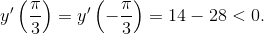 y′(π/3) = y′(−π/3) = 14 − 28 < 0.